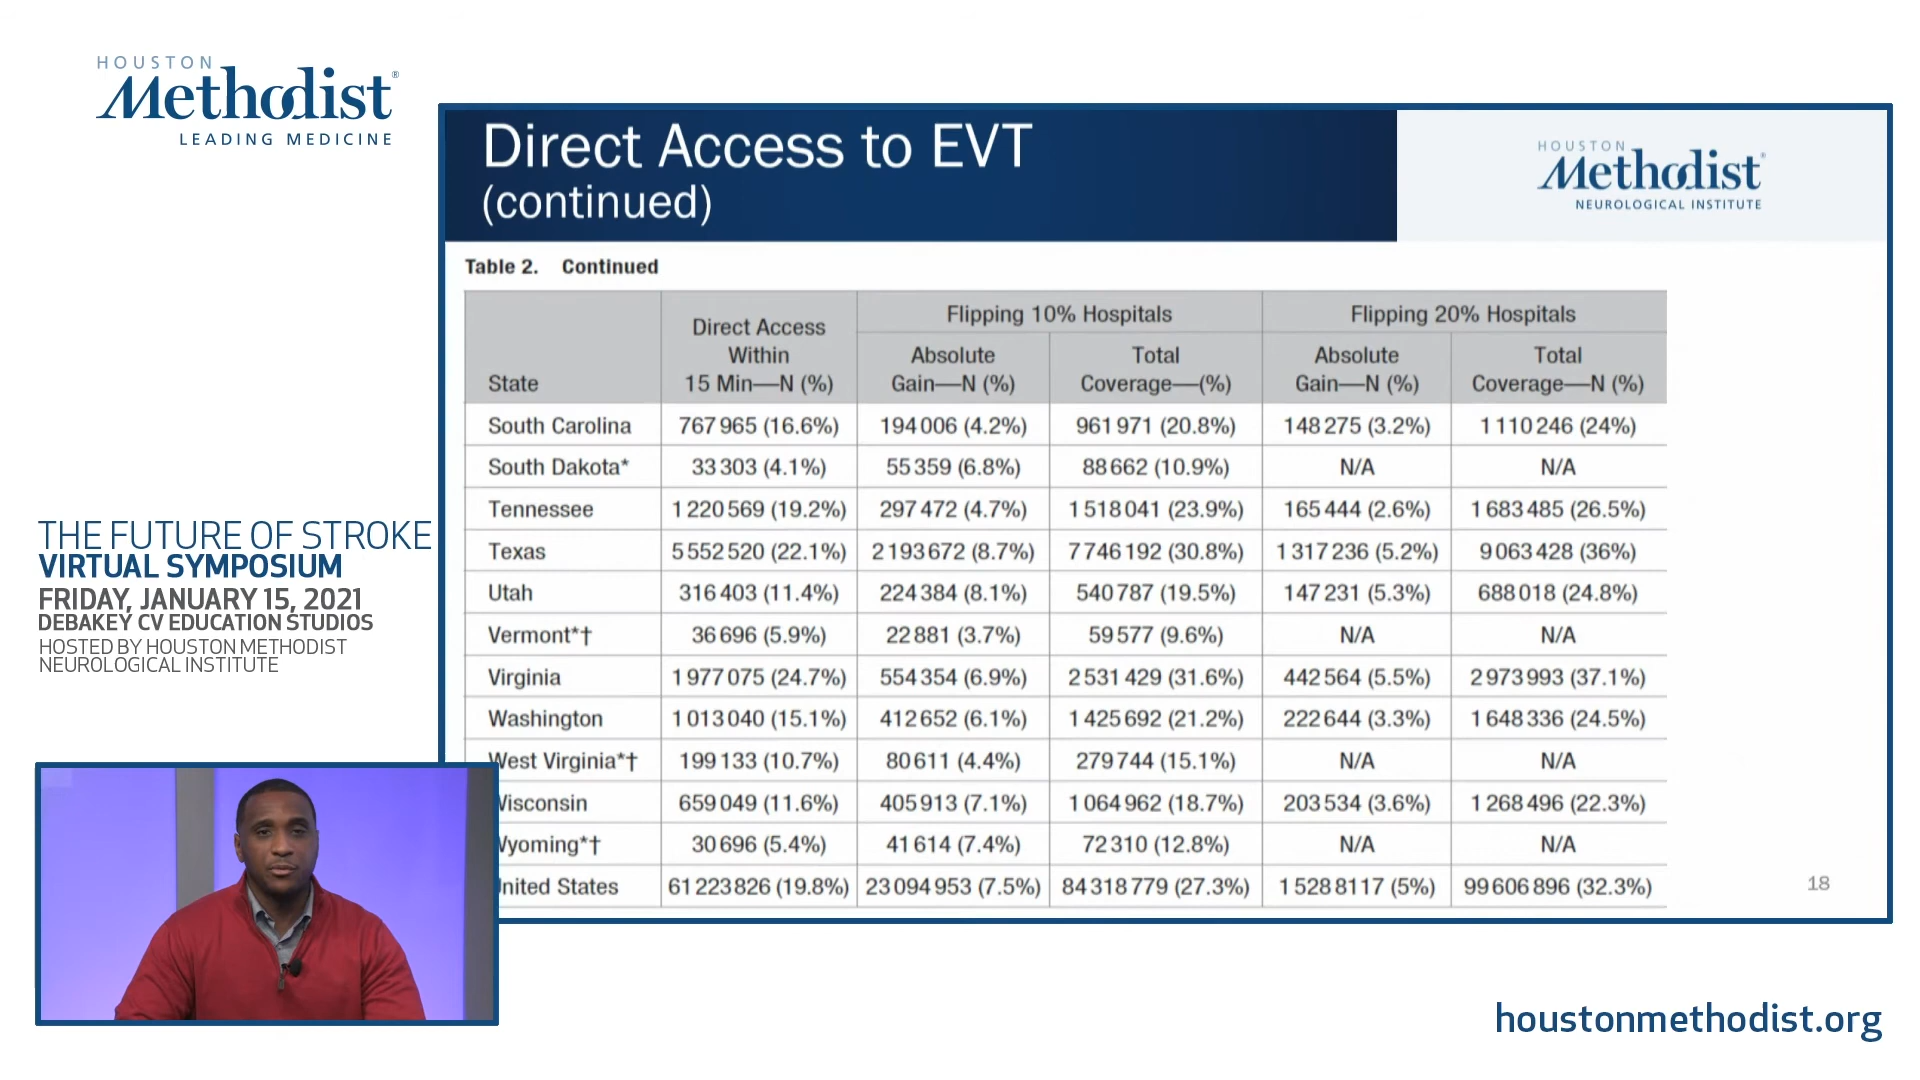 HOUSTON
Methodist®
LEADING MEDICINE
Direct Access to EVT
(continued)
HOUSTON
Methodist®
NEUROLOGICAL INSTITUTE
Table 2. Continued
State
Direct Access Within 15 Min—N (%)
Flipping 10% Hospitals
Flipping 20% Hospitals
Absolute Gain—N (%)
Total Coverage—(%)
Absolute Gain—N (%)
Total Coverage—N (%)
South Carolina 767 965 (16.6%) 194 006 (4.2%) 961 971 (20.8%) 148 275 (3.2%) 1 110 246 (24%)
South Dakota* 33 303 (4.1%) 55 359 (6.8%) 88 662 (10.9%) N/A N/A
Tennessee 1 220 569 (19.2%) 297 472 (4.7%) 1 518 041 (23.9%) 165 444 (2.6%) 1 683 485 (26.5%)
Texas 5 552 520 (22.1%) 2 193 672 (8.7%) 7 746 192 (30.8%) 1 317 236 (5.2%) 9 063 428 (36%)
Utah 316 403 (11.4%) 224 384 (8.1%) 540 787 (19.5%) 147 231 (5.3%) 688 018 (24.8%)
Vermont*† 36 696 (5.9%) 22 881 (3.7%) 59 577 (9.6%) N/A N/A
Virginia 1 977 075 (24.7%) 554 354 (6.9%) 2 531 429 (31.6%) 442 564 (5.5%) 2 973 993 (37.1%)
Washington 1 013 040 (15.1%) 412 652 (6.1%) 1 425 692 (21.2%) 222 644 (3.3%) 1 648 336 (24.5%)
West Virginia*† 199 133 (10.7%) 80 611 (4.4%) 279 744 (15.1%) N/A N/A
Wisconsin 659 049 (11.6%) 405 913 (7.1%) 1 064 962 (18.7%) 203 534 (3.6%) 1 268 496 (22.3%)
Wyoming*† 30 696 (5.4%) 41 614 (7.4%) 72 310 (12.8%) N/A N/A
United States 61 223 826 (19.8%) 23 094 953 (7.5%) 84 318 779 (27.3%) 1 528 8117 (5%) 99 606 896 (32.3%)
18
THE FUTURE OF STROKE
VIRTUAL SYMPOSIUM
FRIDAY, JANUARY 15, 2021
DEBAKEY CV EDUCATION STUDIOS
HOSTED BY HOUSTON METHODIST
NEUROLOGICAL INSTITUTE
houstonmethodist.org